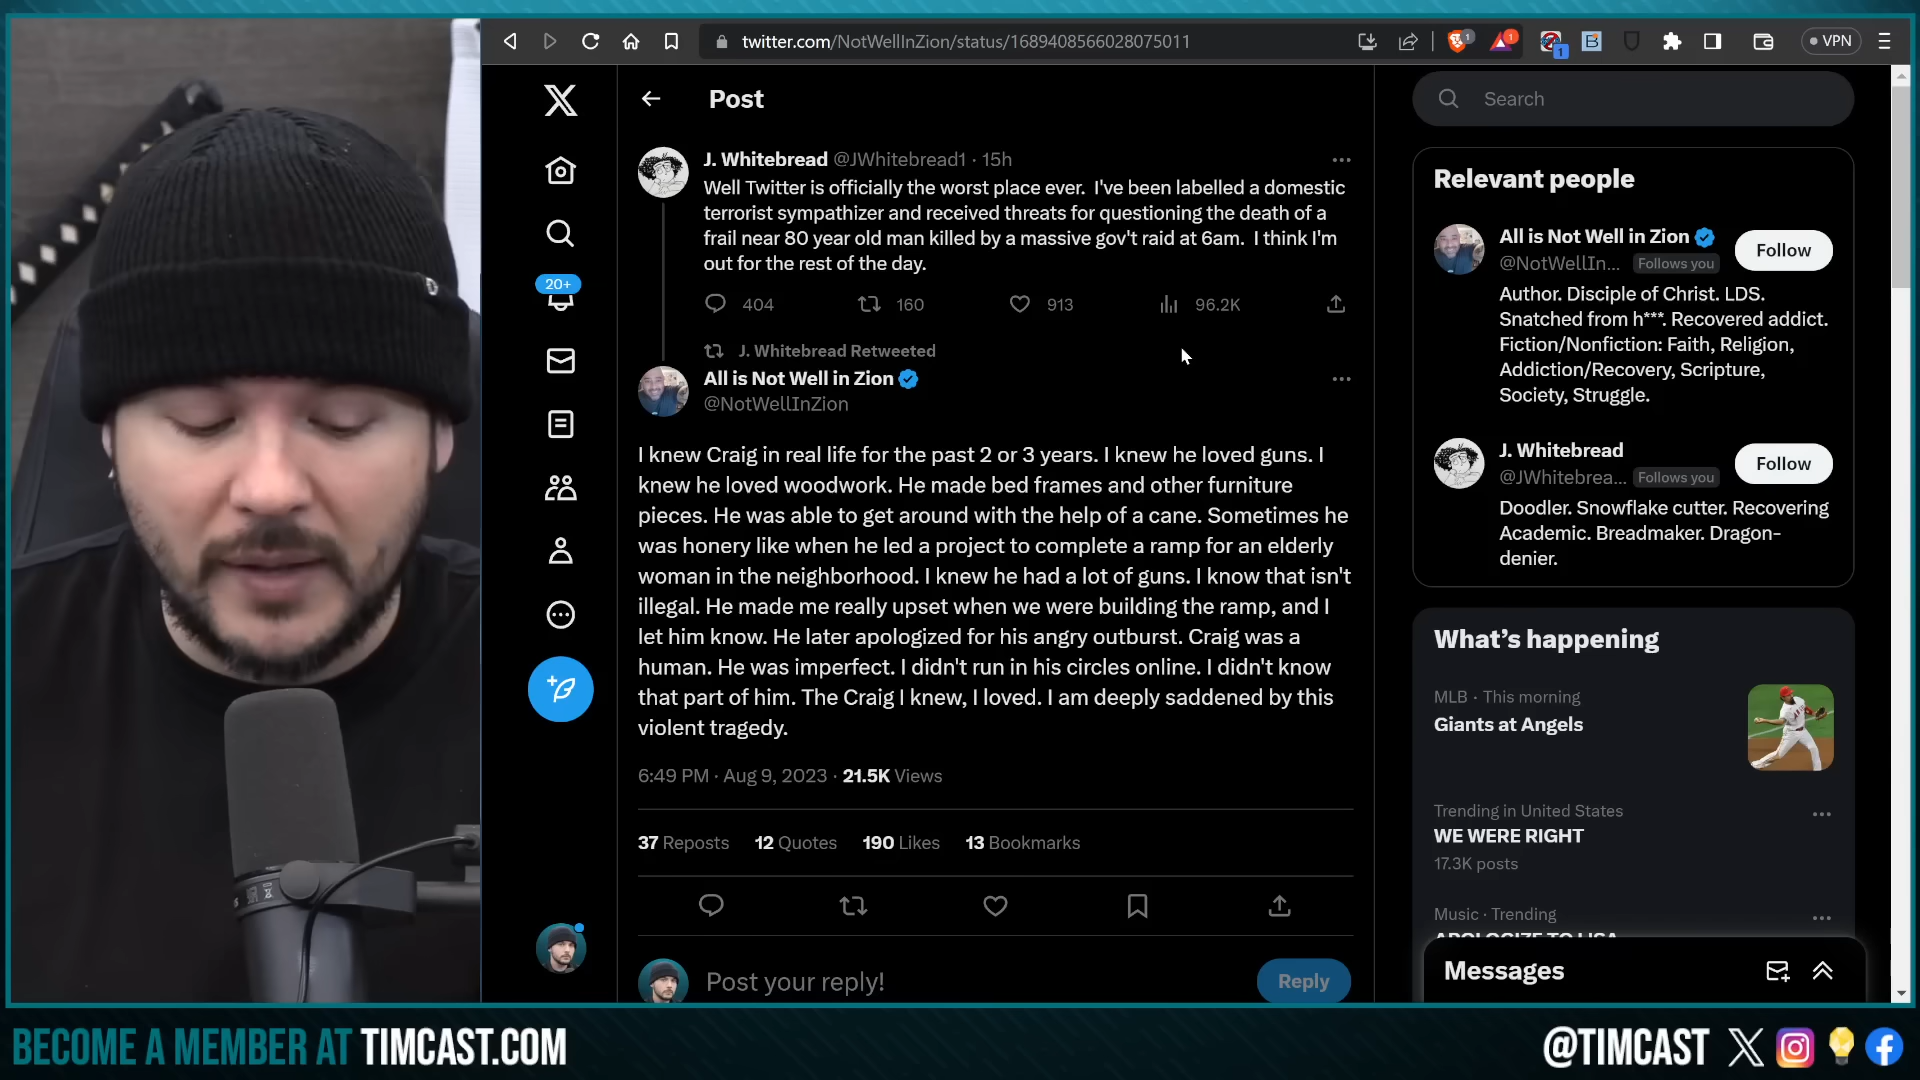 twitter.com/NotWellInZion/status/1689408566028075011
1
1
1
VPN
Post
Search
J. Whitebread @JWhitebread1 · 15h
Well Twitter is officially the worst place ever.  I've been labelled a domestic
terrorist sympathizer and received threats for questioning the death of a
frail near 80 year old man killed by a massive gov't raid at 6am.  I think I'm
out for the rest of the day.
404
160
913
96.2K
J. Whitebread Retweeted
All is Not Well in Zion
@NotWellInZion
I knew Craig in real life for the past 2 or 3 years. I knew he loved guns. I
knew he loved woodwork. He made bed frames and other furniture
pieces. He was able to get around with the help of a cane. Sometimes he
was honery like when he led a project to complete a ramp for an elderly
woman in the neighborhood. I knew he had a lot of guns. I know that isn't
illegal. He made me really upset when we were building the ramp, and I
let him know. He later apologized for his angry outburst. Craig was a
human. He was imperfect. I didn't run in his circles online. I didn't know
that part of him. The Craig I knew, I loved. I am deeply saddened by this
violent tragedy.
6:49 PM · Aug 9, 2023 · 21.5K Views
37 Reposts 12 Quotes 190 Likes 13 Bookmarks
Post your reply!
Reply
20+
Relevant people
All is Not Well in Zion
@NotWellIn... Follows you
Follow
Author. Disciple of Christ. LDS.
Snatched from h***. Recovered addict.
Fiction/Nonfiction: Faith, Religion,
Addiction/Recovery, Scripture,
Society, Struggle.
J. Whitebread
@JWhitebrea... Follows you
Follow
Doodler. Snowflake cutter. Recovering
Academic. Breadmaker. Dragon-
denier.
What's happening
MLB · This morning
Giants at Angels
Trending in United States
WE WERE RIGHT
17.3K posts
Music · Trending
APOLOGIZE TO LISA
Messages
BECOME A MEMBER AT TIMCAST.COM
@TIMCAST